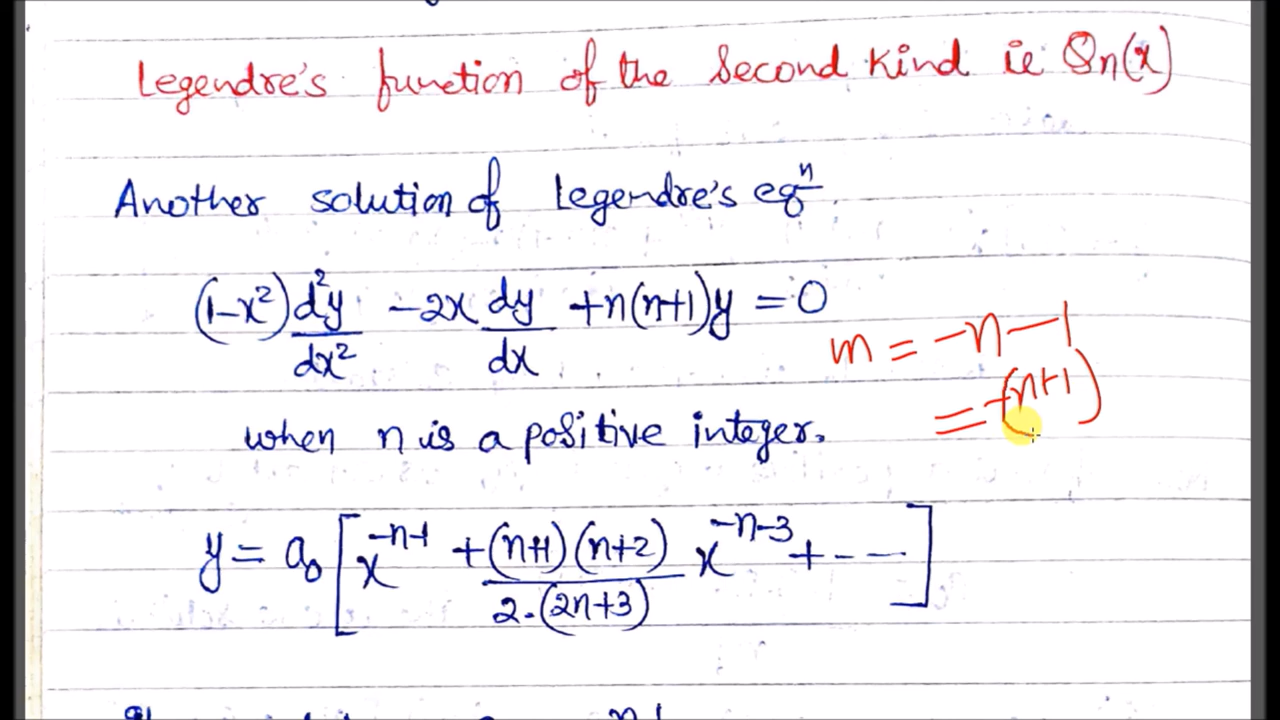 Legendre's function of the Second Kind ie Qn(x)
Another solution of Legendre's eqⁿ.
(1-x²) d²y/dx² - 2x dy/dx + n(n+1)y = 0
m = -n-1
= -(n+1)
when n is a positive integer.
y = a₀ [x⁻ⁿ⁻¹ + (n+1)(n+2)/2.(2n+3) x⁻ⁿ⁻³ + - - -]